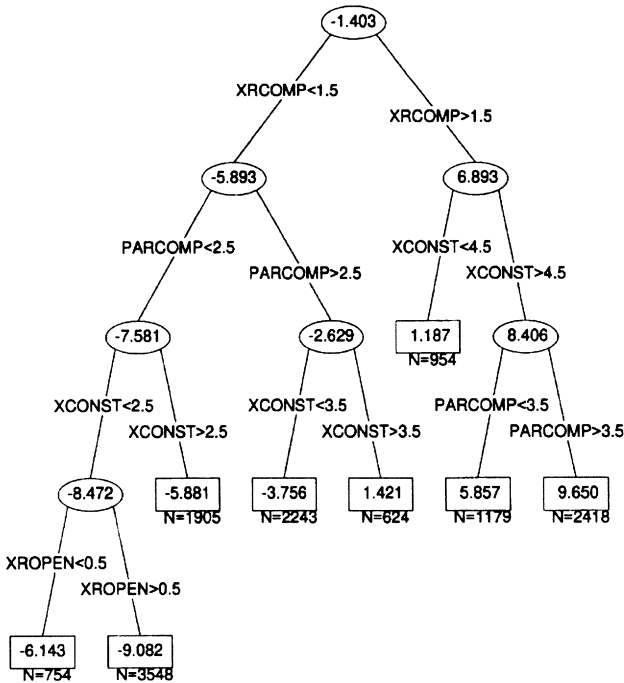 -1.403
XRCOMP<1.5
XRCOMP>1.5
-5.893
6.893
PARCOMP<2.5
PARCOMP>2.5
XCONST<4.5
XCONST>4.5
-7.581
-2.629
1.187
N=954
8.406
XCONST<2.5
XCONST>2.5
XCONST<3.5
XCONST>3.5
PARCOMP<3.5
PARCOMP>3.5
-8.472
-5.881
N=1905
-3.756
N=2243
1.421
N=624
5.857
N=1179
9.650
N=2418
XROPEN<0.5
XROPEN>0.5
-6.143
N=754
-9.082
N=3548